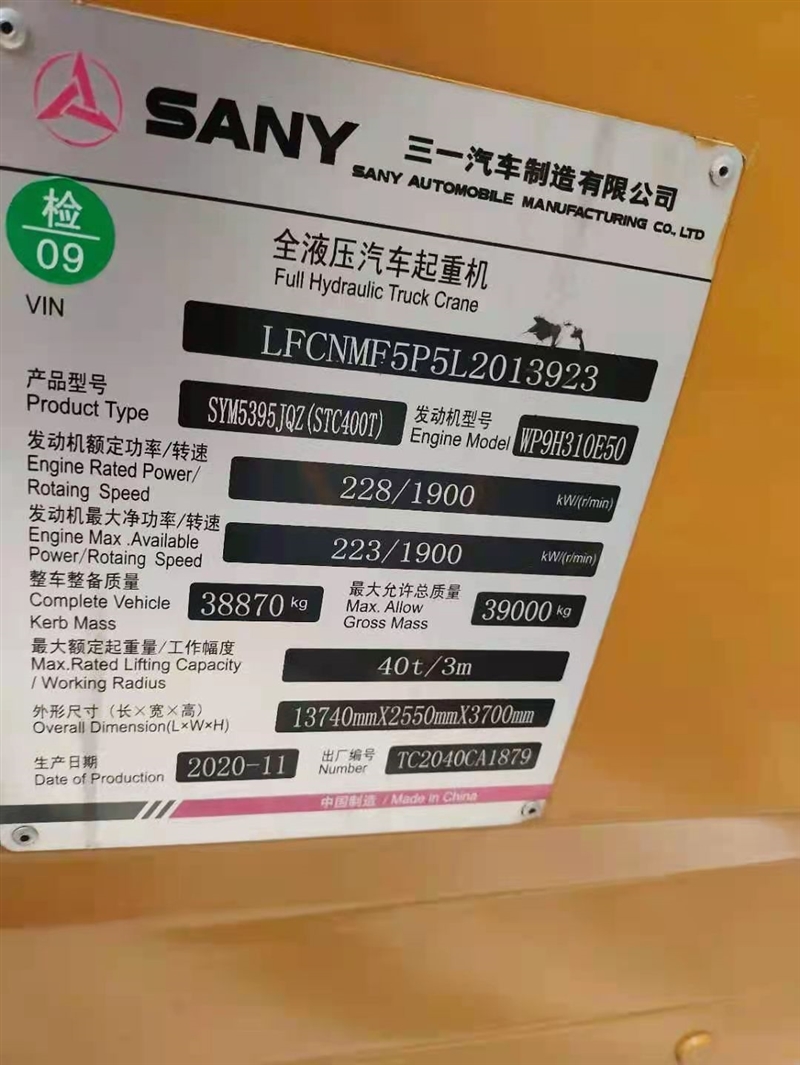 SANY 三一汽车制造有限公司
SANY AUTOMOBILE MANUFACTURING CO., LTD
检
09
全液压汽车起重机
Full Hydraulic Truck Crane
VIN
LFCNMF5P5L2013923
产品型号
Product Type
SYM5395JQZ(STC400T)
发动机型号
Engine Model
WP9H310E50
发动机额定功率/转速
Engine Rated Power/
Rotaing Speed
228/1900 kW/(r/min)
发动机最大净功率/转速
Engine Max .Available
Power/Rotaing Speed
223/1900 kW/(r/min)
整车整备质量
Complete Vehicle
Kerb Mass
38870 kg
最大允许总质量
Max. Allow
Gross Mass
39000 kg
最大额定起重量/工作幅度
Max.Rated Lifting Capacity
/ Working Radius
40t/3m
外形尺寸（长×宽×高）
Overall Dimension(L×W×H)
13740mmX2550mmX3700mm
生产日期
Date of Production
2020-11
出厂编号
Number
TC2040CA1879
中国制造 / Made in China